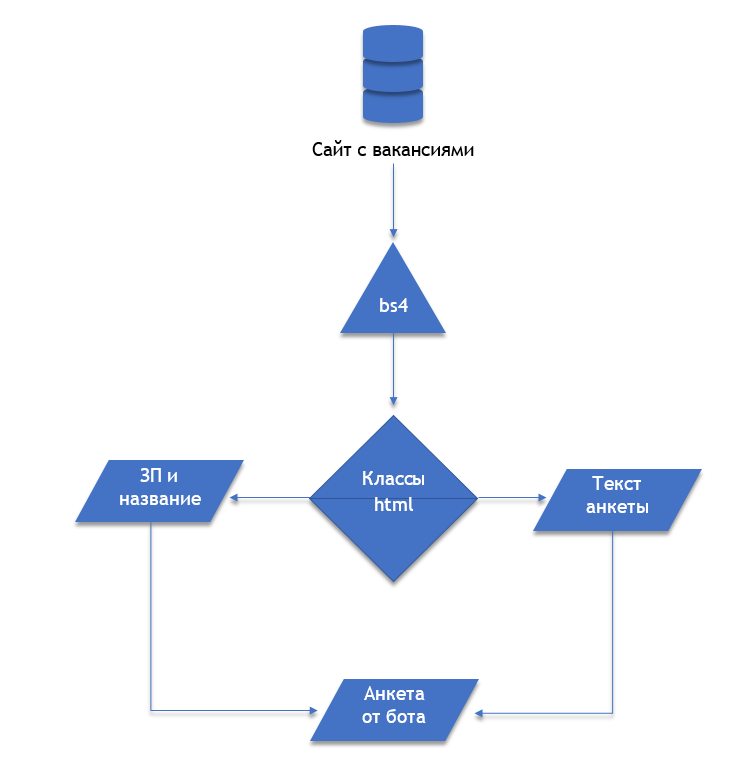 Сайт с вакансиями
bs4
Классы
html
ЗП и
название
Текст
анкеты
Анкета
от бота